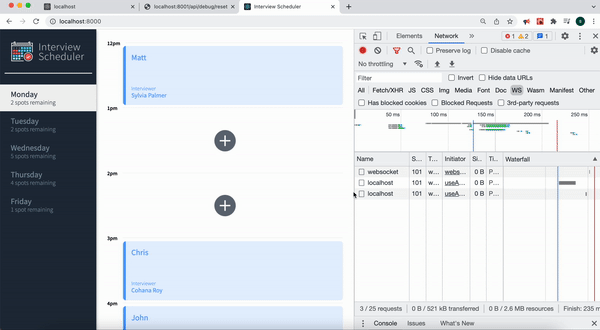 localhost
localhost:8001/api/debug/reset
Interview Scheduler
localhost:8000
Interview
Scheduler
Monday
2 spots remaining
Tuesday
2 spots remaining
Wednesday
5 spots remaining
Thursday
4 spots remaining
Friday
1 spot remaining
12pm
Matt
Interviewer
Sylvia Palmer
1pm
2pm
3pm
Chris
Interviewer
Cohana Roy
4pm
John
Elements
Network
»
1
2
1
Preserve log
Disable cache
No throttling
Filter
Invert
Hide data URLs
All
Fetch/XHR
JS
CSS
Img
Media
Font
Doc
WS
Wasm
Manifest
Other
Has blocked cookies
Blocked Requests
3rd-party requests
50 ms
100 ms
150 ms
200 ms
250 ms
Name
S...
T...
Initiator
Si...
Ti...
Waterfall
websocket
101
w...
webs...
0 B
P...
localhost
101
w...
useA...
0 B
P...
localhost
101
w...
useA...
0 B
P...
3 / 25 requests
0 B / 521 kB transferred
0 B / 2.6 MB resources
Finish: 235 m
Console
Issues
What's New